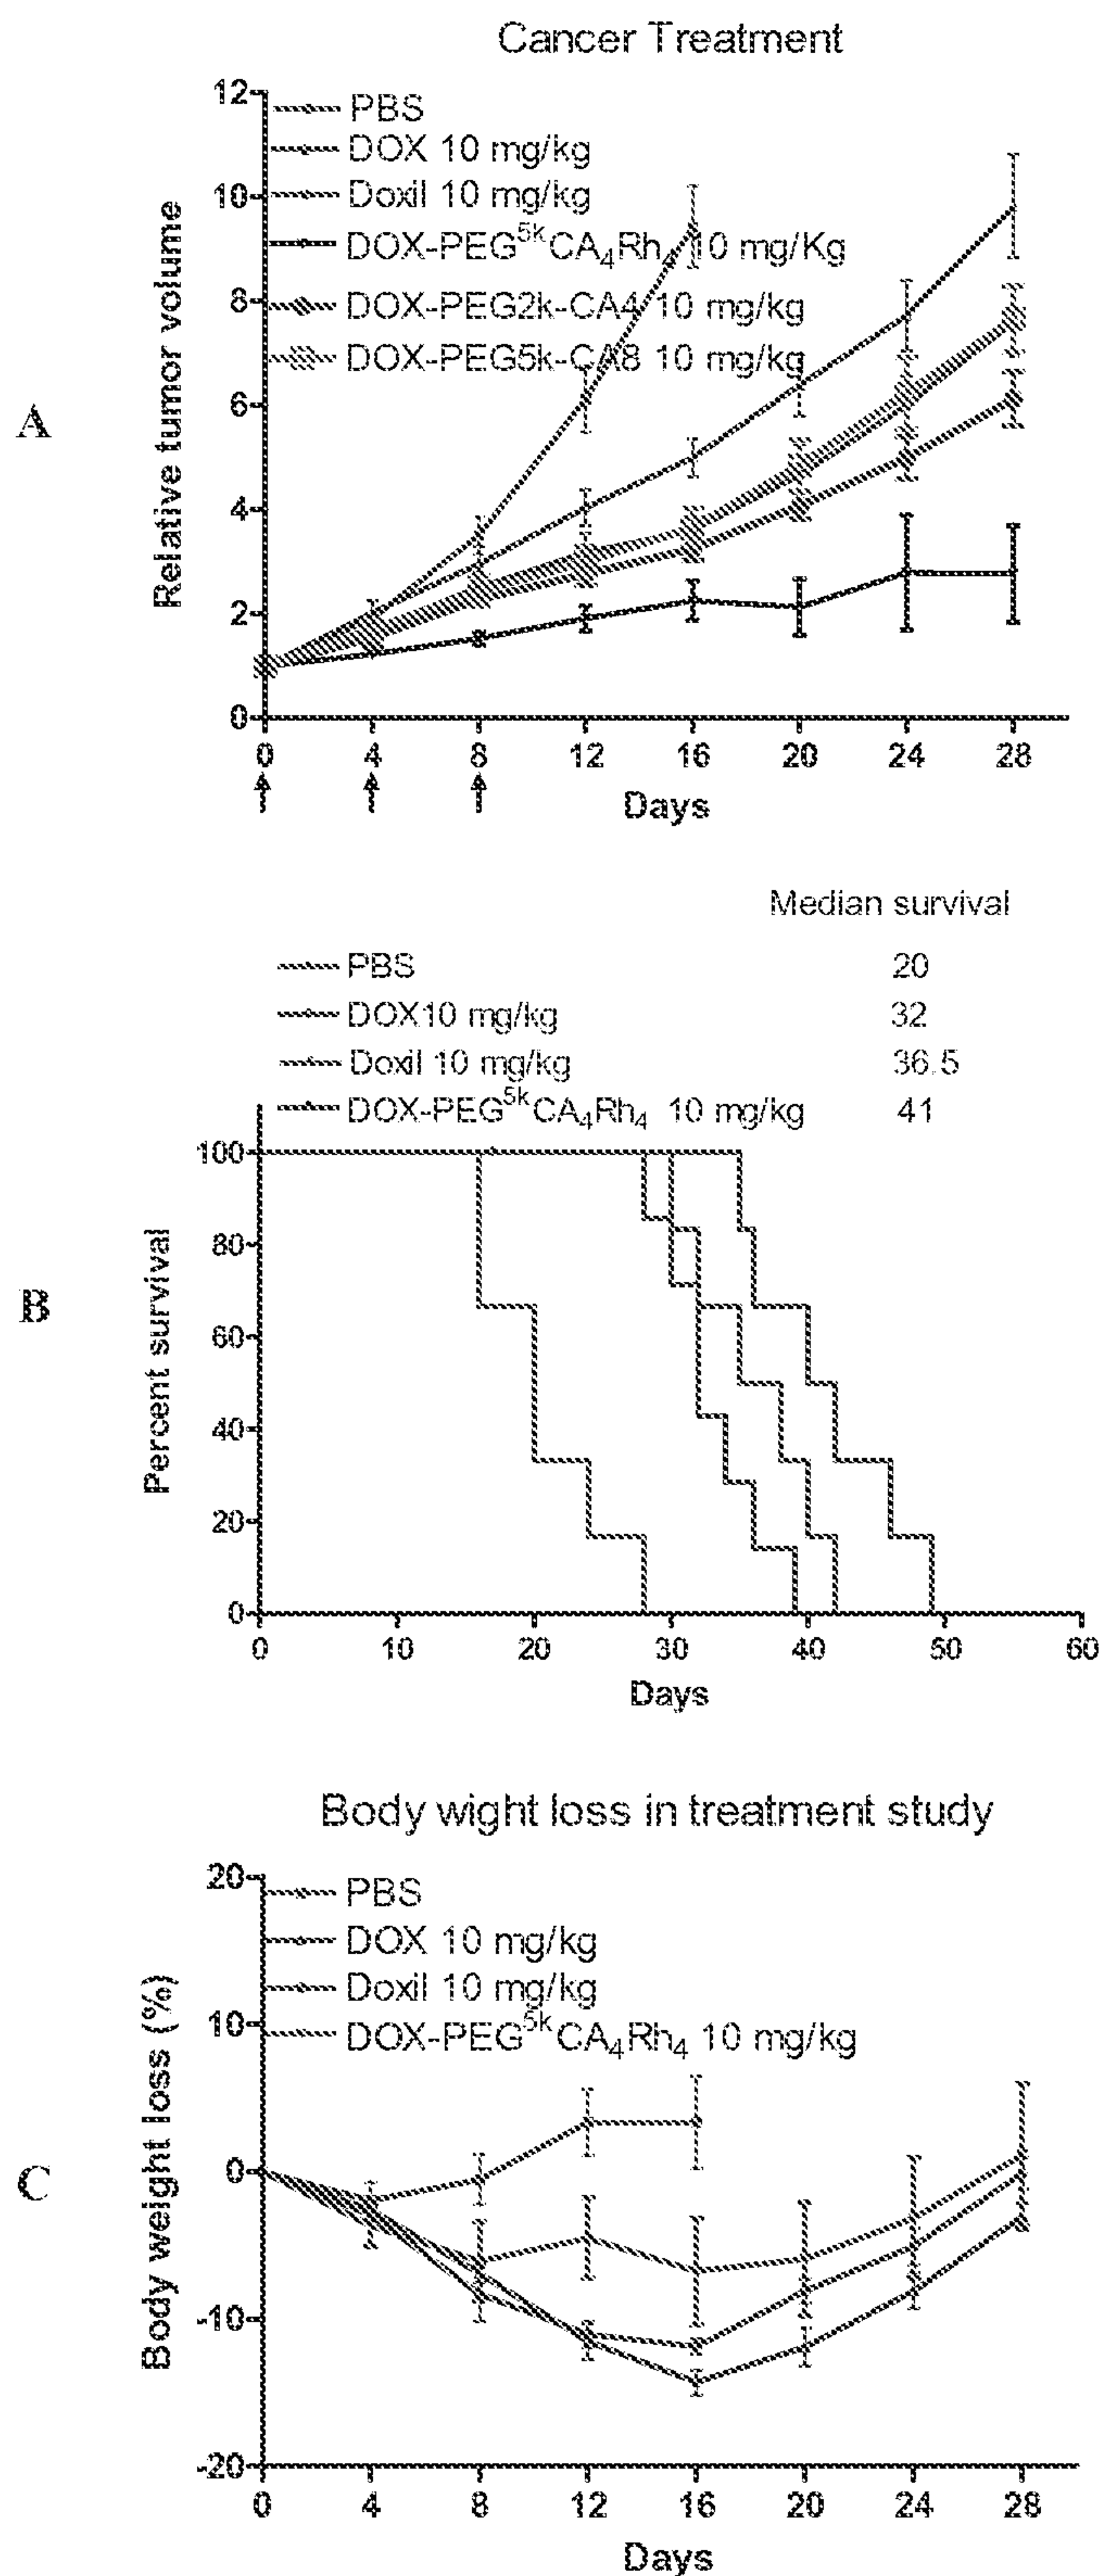 Cancer Treatment
12
PBS
DOX 10 mg/kg
10
Doxil 10 mg/kg
DOX-PEG5kCA4Rh4 10 mg/Kg
8
DOX-PEG2k-CA4 10 mg/kg
DOX-PEG5k-CA8 10 mg/kg
6
4
2
0
Relative tumor volume
A
0 4 8 12 16 20 24 28
Days
Median survival
PBS 20
DOX10 mg/kg 32
Doxil 10 mg/kg 36.5
DOX-PEG5kCA4Rh4 10 mg/kg 41
100
80
60
40
20
0
Percent survival
B
0 10 20 30 40 50 60
Days
Body wight loss in treatment study
20
PBS
DOX 10 mg/kg
Doxil 10 mg/kg
10
DOX-PEG5kCA4Rh4 10 mg/kg
0
-10
-20
Body weight loss (%)
C
0 4 8 12 16 20 24 28
Days